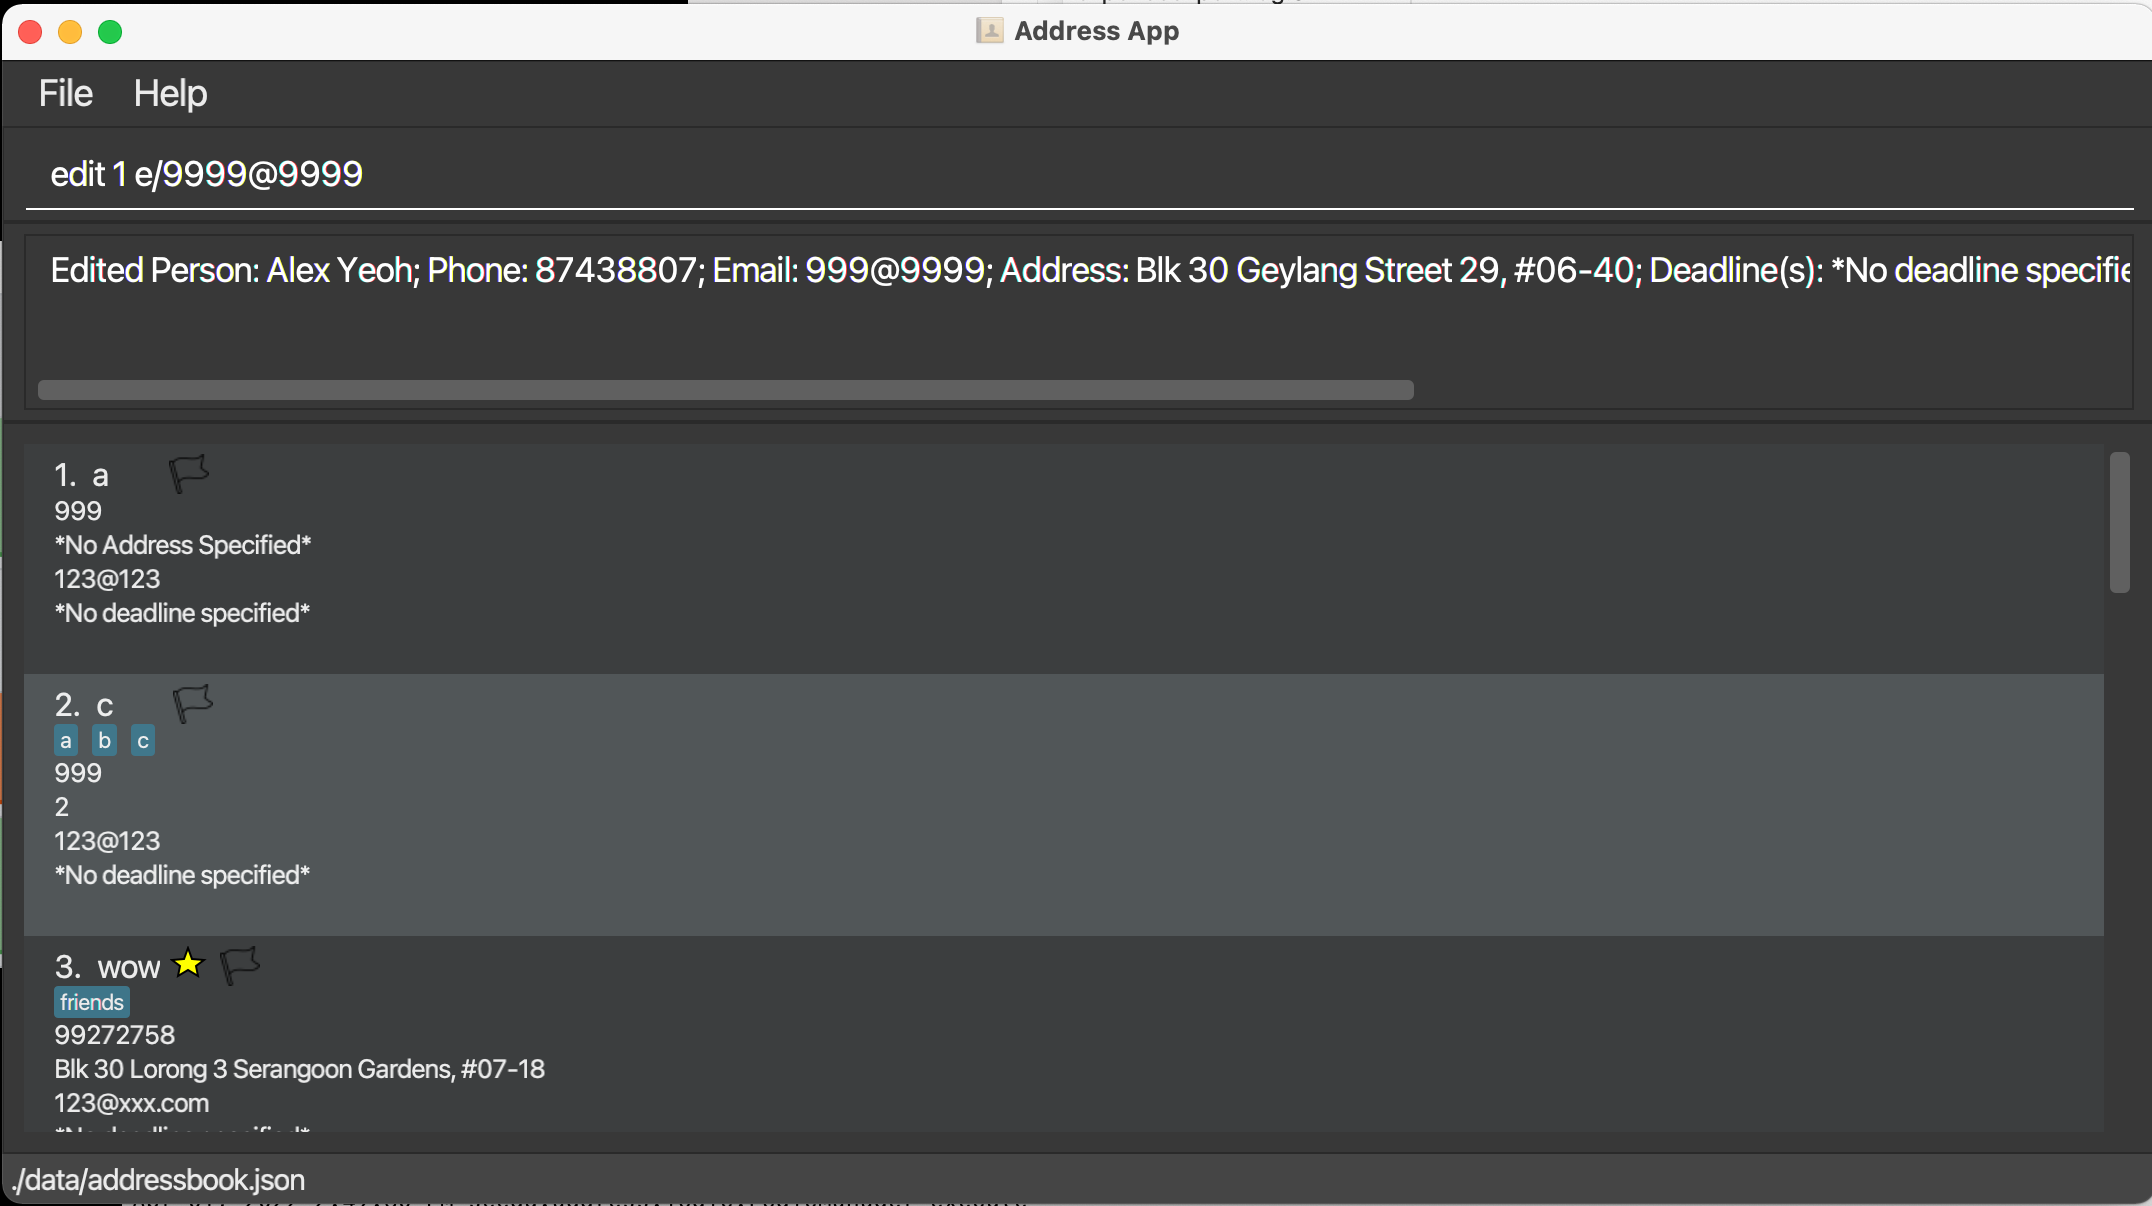 Address App
File Help
edit 1 e/9999@9999
Edited Person: Alex Yeoh; Phone: 87438807; Email: 999@9999; Address: Blk 30 Geylang Street 29, #06-40; Deadline(s): *No deadline specifie
1. a
999
*No Address Specified*
123@123
*No deadline specified*
2. c
a b c
999
2
123@123
*No deadline specified*
3. wow
friends
99272758
Blk 30 Lorong 3 Serangoon Gardens, #07-18
123@xxx.com
*No deadline specified*
./data/addressbook.json